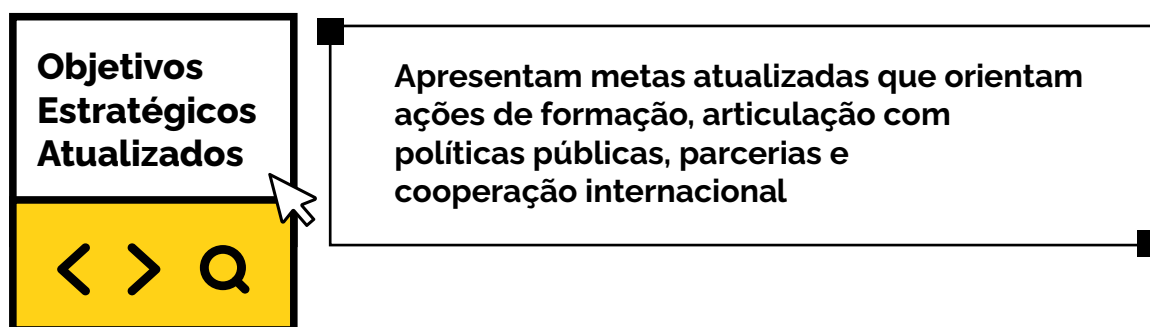 Objetivos
Estratégicos
Atualizados
Apresentam metas atualizadas que orientam
ações de formação, articulação com
políticas públicas, parcerias e
cooperação internacional